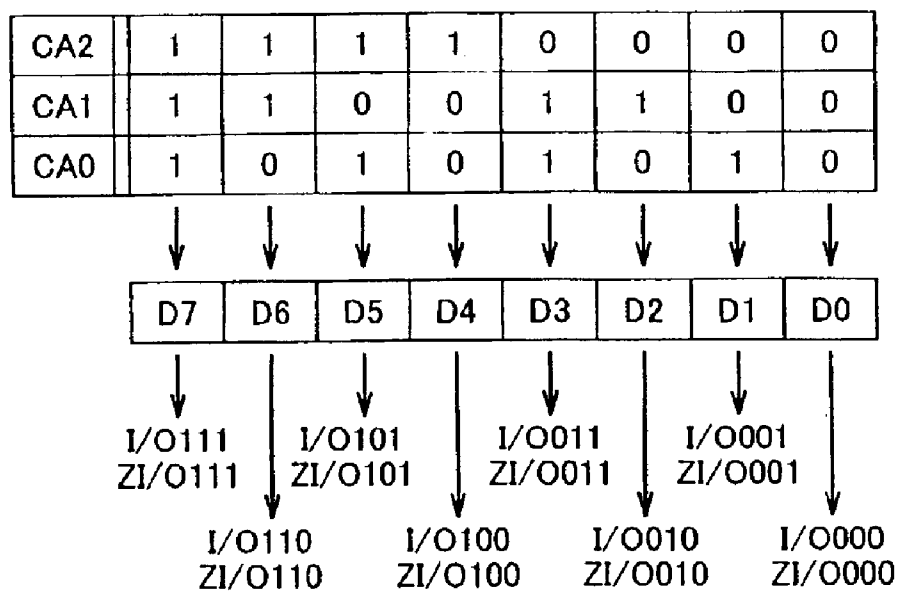 CA2 1 1 1 1 0 0 0 0
CA1 1 1 0 0 1 1 0 0
CA0 1 0 1 0 1 0 1 0
D7 D6 D5 D4 D3 D2 D1 D0
I/O111 I/O101 I/O011 I/O001
ZI/O111 ZI/O101 ZI/O011 ZI/O001
I/O110 I/O100 I/O010 I/O000
ZI/O110 ZI/O100 ZI/O010 ZI/O000